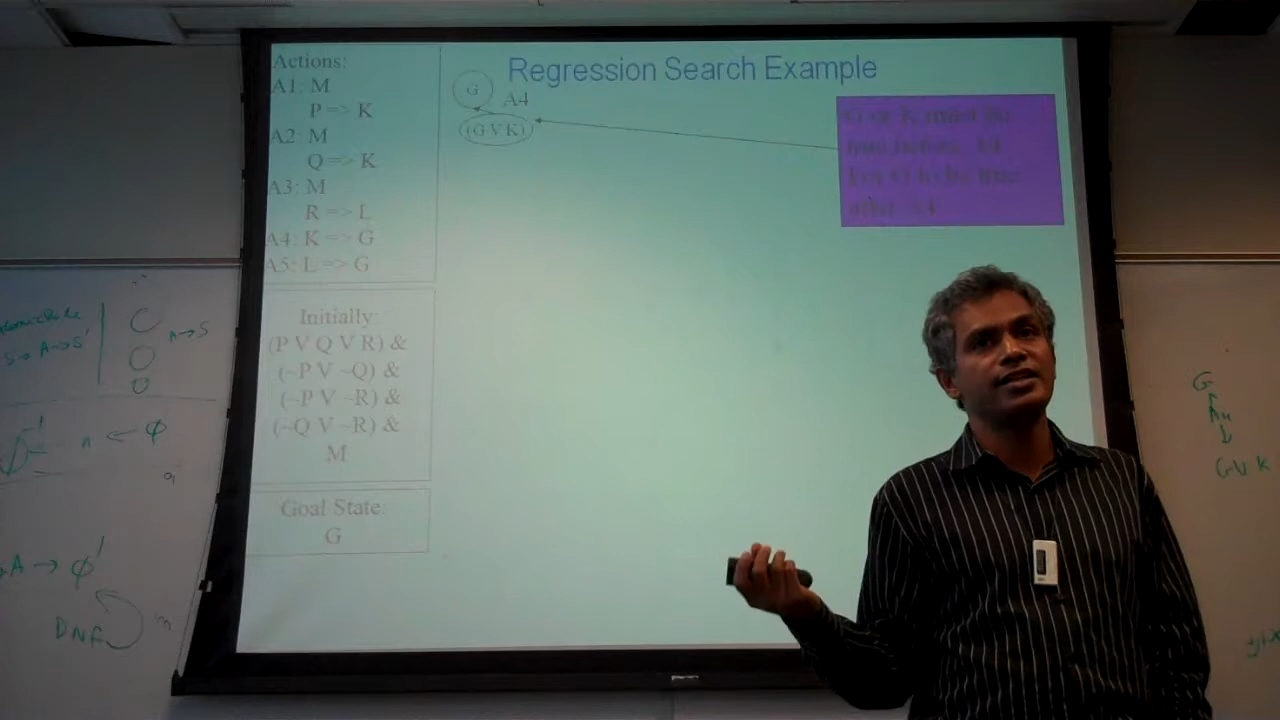 Actions:
A1: M
P => K
A2: M
Q => K
A3: M
R => L
A4: K => G
A5: L => G
Initially:
(P V Q V R) &
(~P V ~Q) &
(~P V ~R) &
(~Q V ~R) &
M
Goal State:
G
Regression Search Example
G
A4
(G V K)
G or K must be
true before A4
For G to be true
after A4
A→S
S→A→S'
n ← φ
A → φ'
DNF
G
A4
G V K